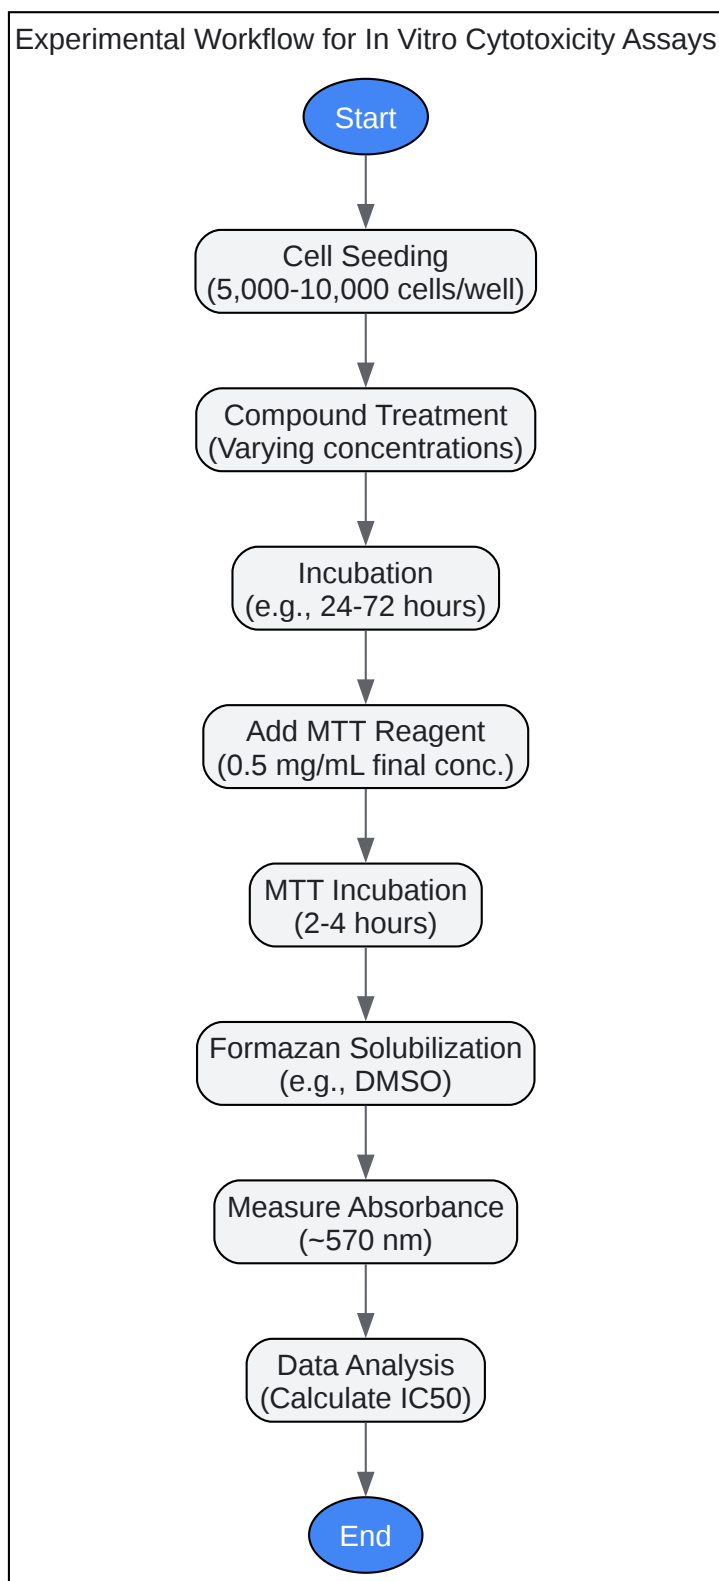 Experimental Workflow for In Vitro Cytotoxicity Assays
Start
Cell Seeding
(5,000-10,000 cells/well)
Compound Treatment
(Varying concentrations)
Incubation
(e.g., 24-72 hours)
Add MTT Reagent
(0.5 mg/mL final conc.)
MTT Incubation
(2-4 hours)
Formazan Solubilization
(e.g., DMSO)
Measure Absorbance
(~570 nm)
Data Analysis
(Calculate IC50)
End